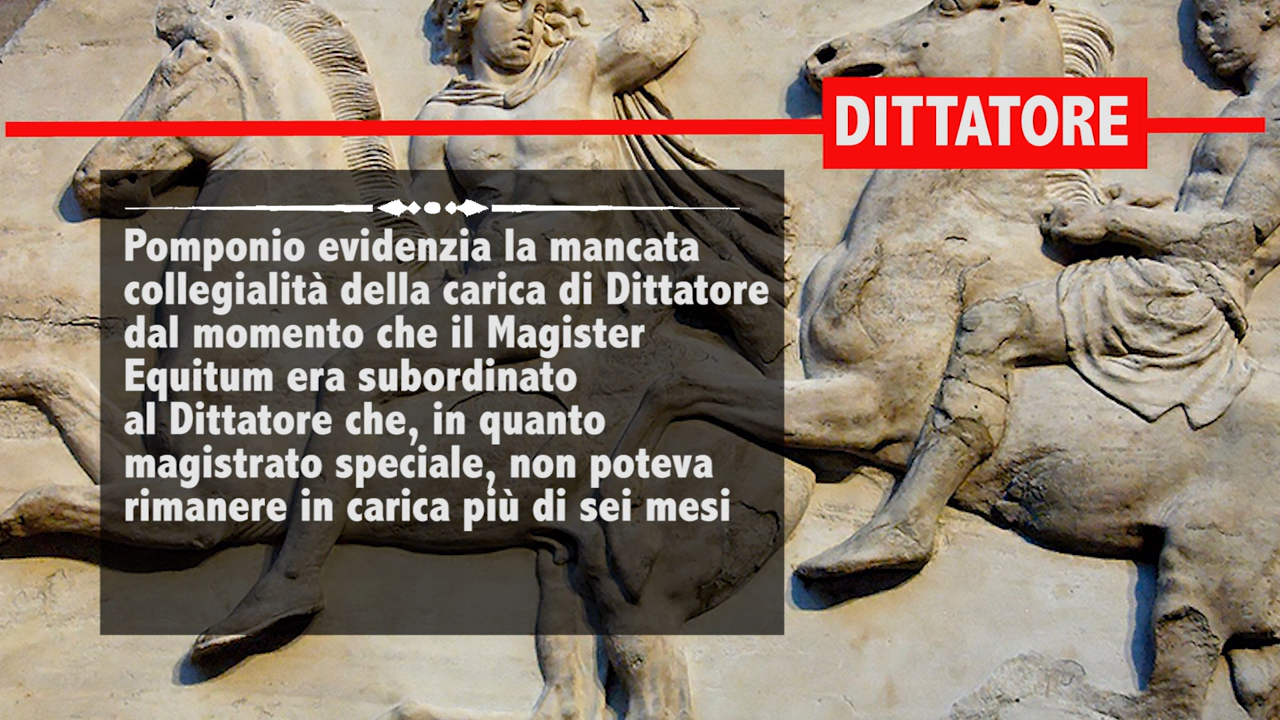 DITTATORE
Pomponio evidenzia la mancata
collegialità della carica di Dittatore
dal momento che il Magister
Equitum era subordinato
al Dittatore che, in quanto
magistrato speciale, non poteva
rimanere in carica più di sei mesi